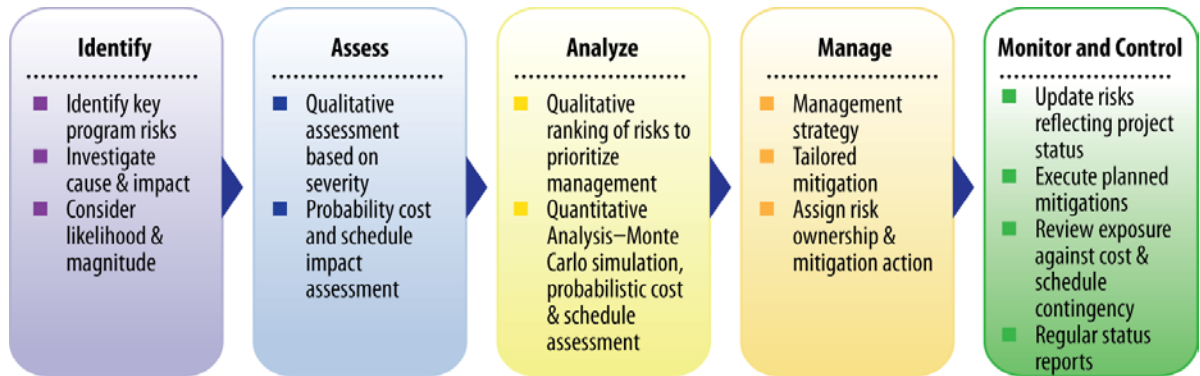 Identify
Identify key
program risks
Investigate
cause & impact
Consider
likelihood &
magnitude
Assess
Qualitative
assessment
based on
severity
Probability cost
and schedule
impact
assessment
Analyze
Qualitative
ranking of risks to
prioritize
management
Quantitative
Analysis–Monte
Carlo simulation,
probabilistic cost
& schedule
assessment
Manage
Management
strategy
Tailored
mitigation
Assign risk
ownership &
mitigation action
Monitor and Control
Update risks
reflecting project
status
Execute planned
mitigations
Review exposure
against cost &
schedule
contingency
Regular status
reports